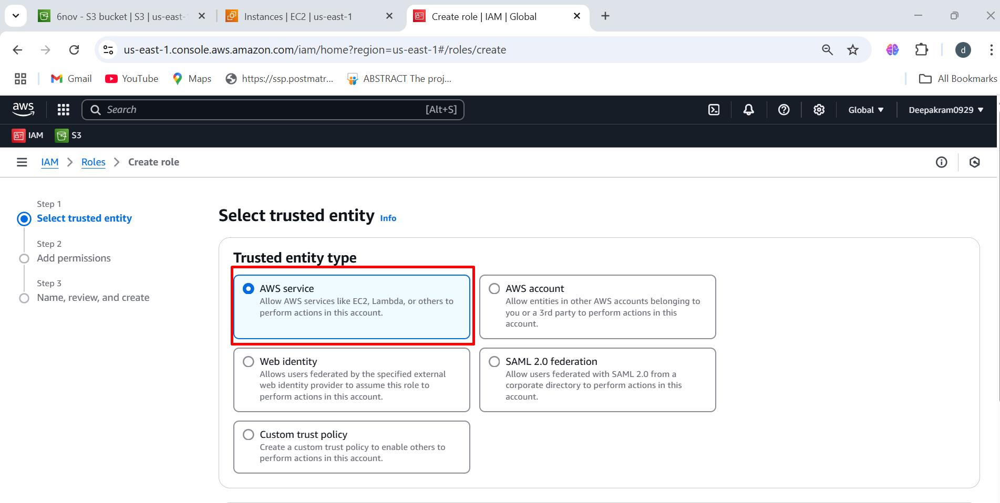 6nov - S3 bucket | S3 | us-east-
Instances | EC2 | us-east-1
Create role | IAM | Global
us-east-1.console.aws.amazon.com/iam/home?region=us-east-1#/roles/create
d
Gmail
YouTube
Maps
https://ssp.postmatr...
ABSTRACT The proj...
All Bookmarks
aws
Search
[Alt+S]
Global
Deepakram0929
IAM
S3
IAM
Roles
Create role
Step 1
Select trusted entity
Step 2
Add permissions
Step 3
Name, review, and create
Select trusted entity Info
Trusted entity type
AWS service
Allow AWS services like EC2, Lambda, or others to
perform actions in this account.
AWS account
Allow entities in other AWS accounts belonging to
you or a 3rd party to perform actions in this
account.
Web identity
Allows users federated by the specified external
web identity provider to assume this role to
perform actions in this account.
SAML 2.0 federation
Allow users federated with SAML 2.0 from a
corporate directory to perform actions in this
account.
Custom trust policy
Create a custom trust policy to enable others to
perform actions in this account.